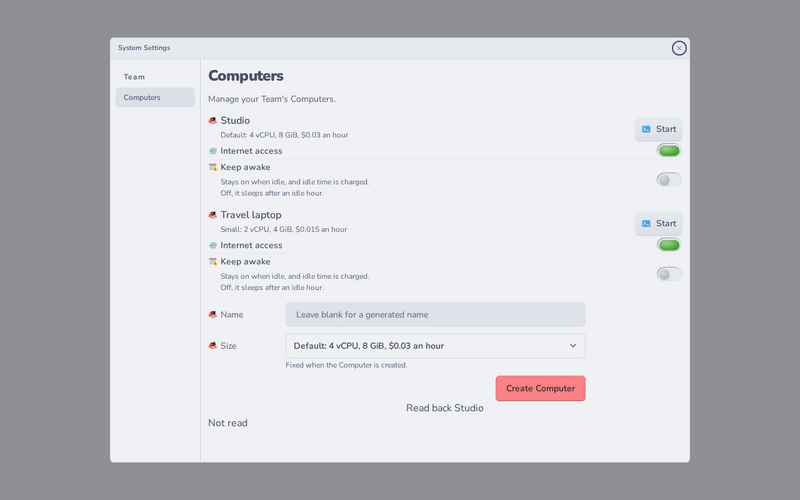 System Settings
Team
Computers
Computers
Manage your Team's Computers.
Studio
Default: 4 vCPU, 8 GiB, $0.03 an hour
Start
Internet access
Keep awake
Stays on when idle, and idle time is charged.
Off, it sleeps after an idle hour.
Travel laptop
Small: 2 vCPU, 4 GiB, $0.015 an hour
Start
Internet access
Keep awake
Stays on when idle, and idle time is charged.
Off, it sleeps after an idle hour.
Name
Leave blank for a generated name
Size
Default: 4 vCPU, 8 GiB, $0.03 an hour
Fixed when the Computer is created.
Create Computer
Read back Studio
Not read